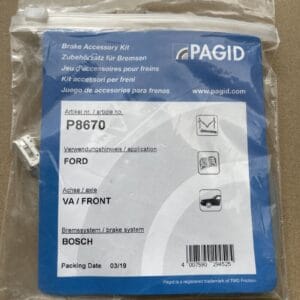 Brake Accessory Kit
Zubehörsatz für Bremsen
Jeu d'accessoires pour freins
Kit accessori per freni
Juego de accesorios para frenos
PAGID
www.pagid.com
Artikel nr. / article no.
P8670
Verwendungshinweis / application
FORD
Achse / axle
VA / FRONT
Bremssystem / brake system
BOSCH
Packing Date 03/19
4 007590 294525
Pagid is a registered trademark of TMD Friction